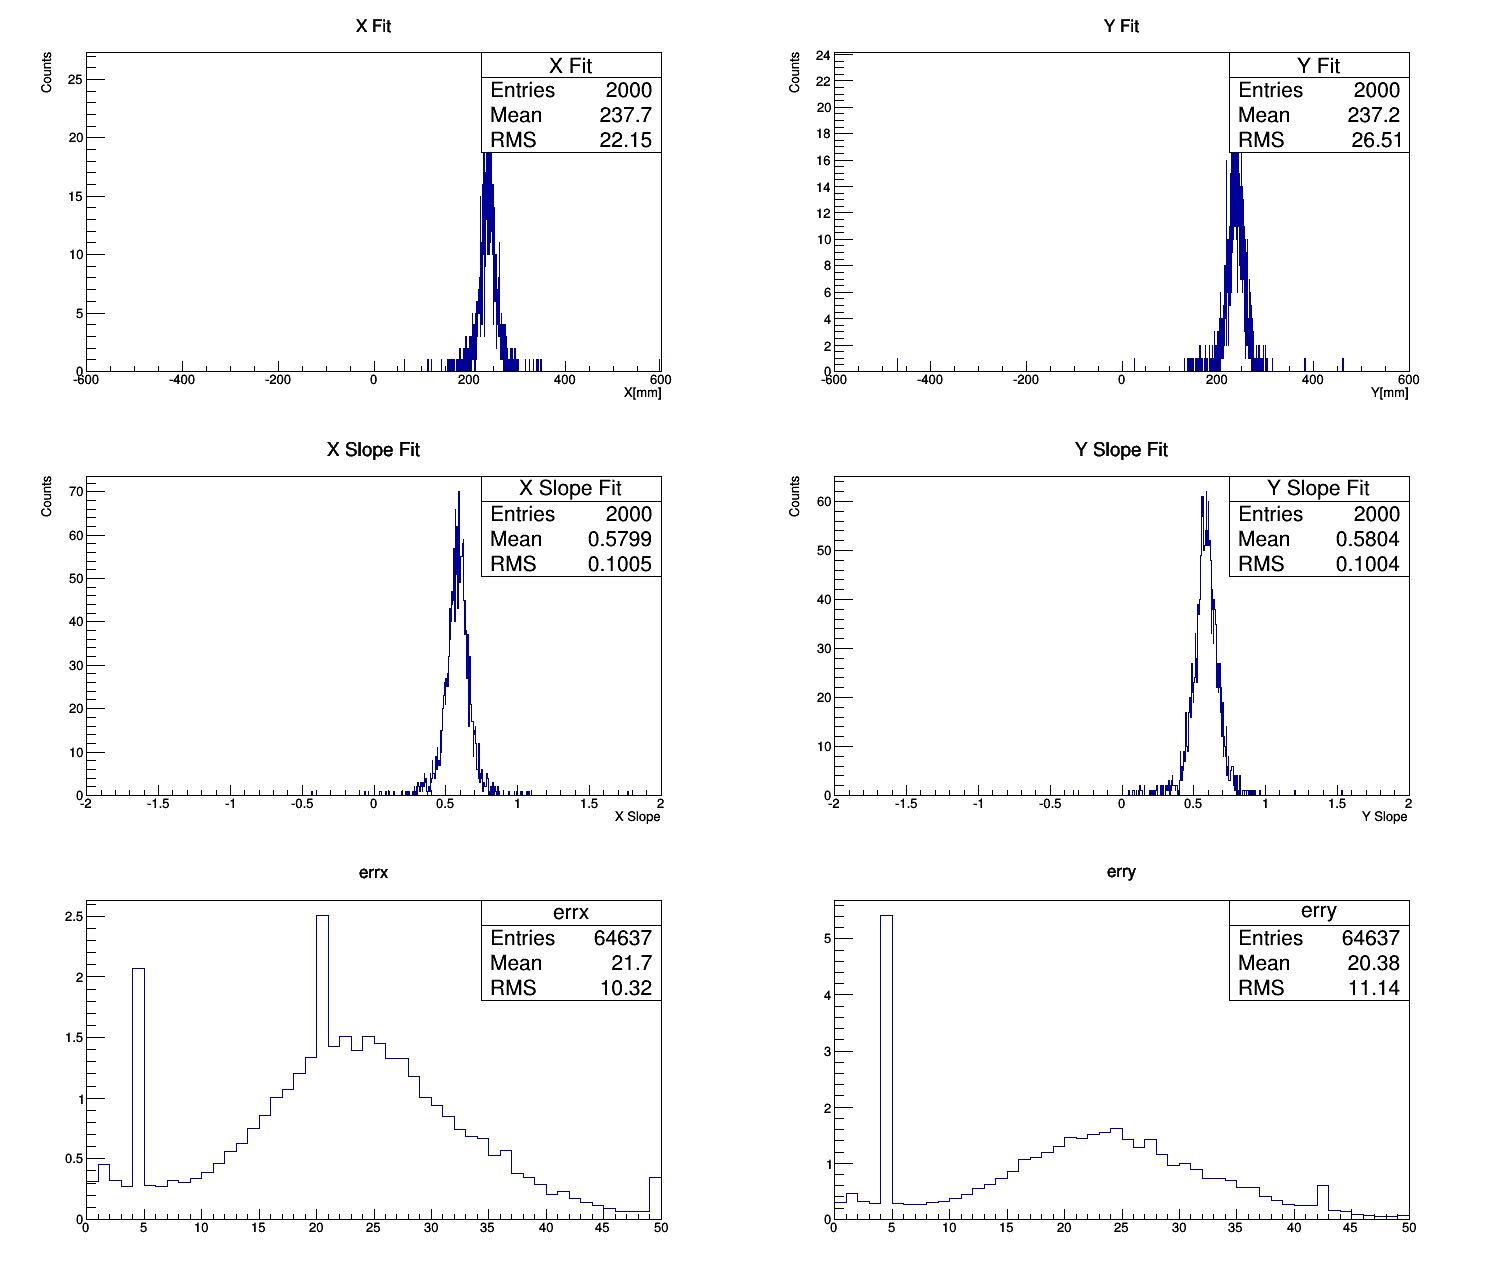 X Fit
Counts
X Fit
Entries 2000
Mean 237.7
RMS 22.15
25
20
15
10
5
0
-600 -400 -200 0 200 400 600
X[mm]
Y Fit
Counts
Y Fit
Entries 2000
Mean 237.2
RMS 26.51
24
22
20
18
16
14
12
10
8
6
4
2
0
-600 -400 -200 0 200 400 600
Y[mm]
X Slope Fit
Counts
X Slope Fit
Entries 2000
Mean 0.5799
RMS 0.1005
70
60
50
40
30
20
10
0
-2 -1.5 -1 -0.5 0 0.5 1 1.5 2
X Slope
Y Slope Fit
Counts
Y Slope Fit
Entries 2000
Mean 0.5804
RMS 0.1004
60
50
40
30
20
10
0
-2 -1.5 -1 -0.5 0 0.5 1 1.5 2
Y Slope
errx
errx
Entries 64637
Mean 21.7
RMS 10.32
2.5
2
1.5
1
0.5
0
0 5 10 15 20 25 30 35 40 45 50
erry
erry
Entries 64637
Mean 20.38
RMS 11.14
5
4
3
2
1
0
0 5 10 15 20 25 30 35 40 45 50